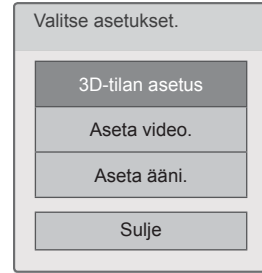 Valitse asetukset.
3D-tilan asetus
Aseta video.
Aseta ääni.
Sulje